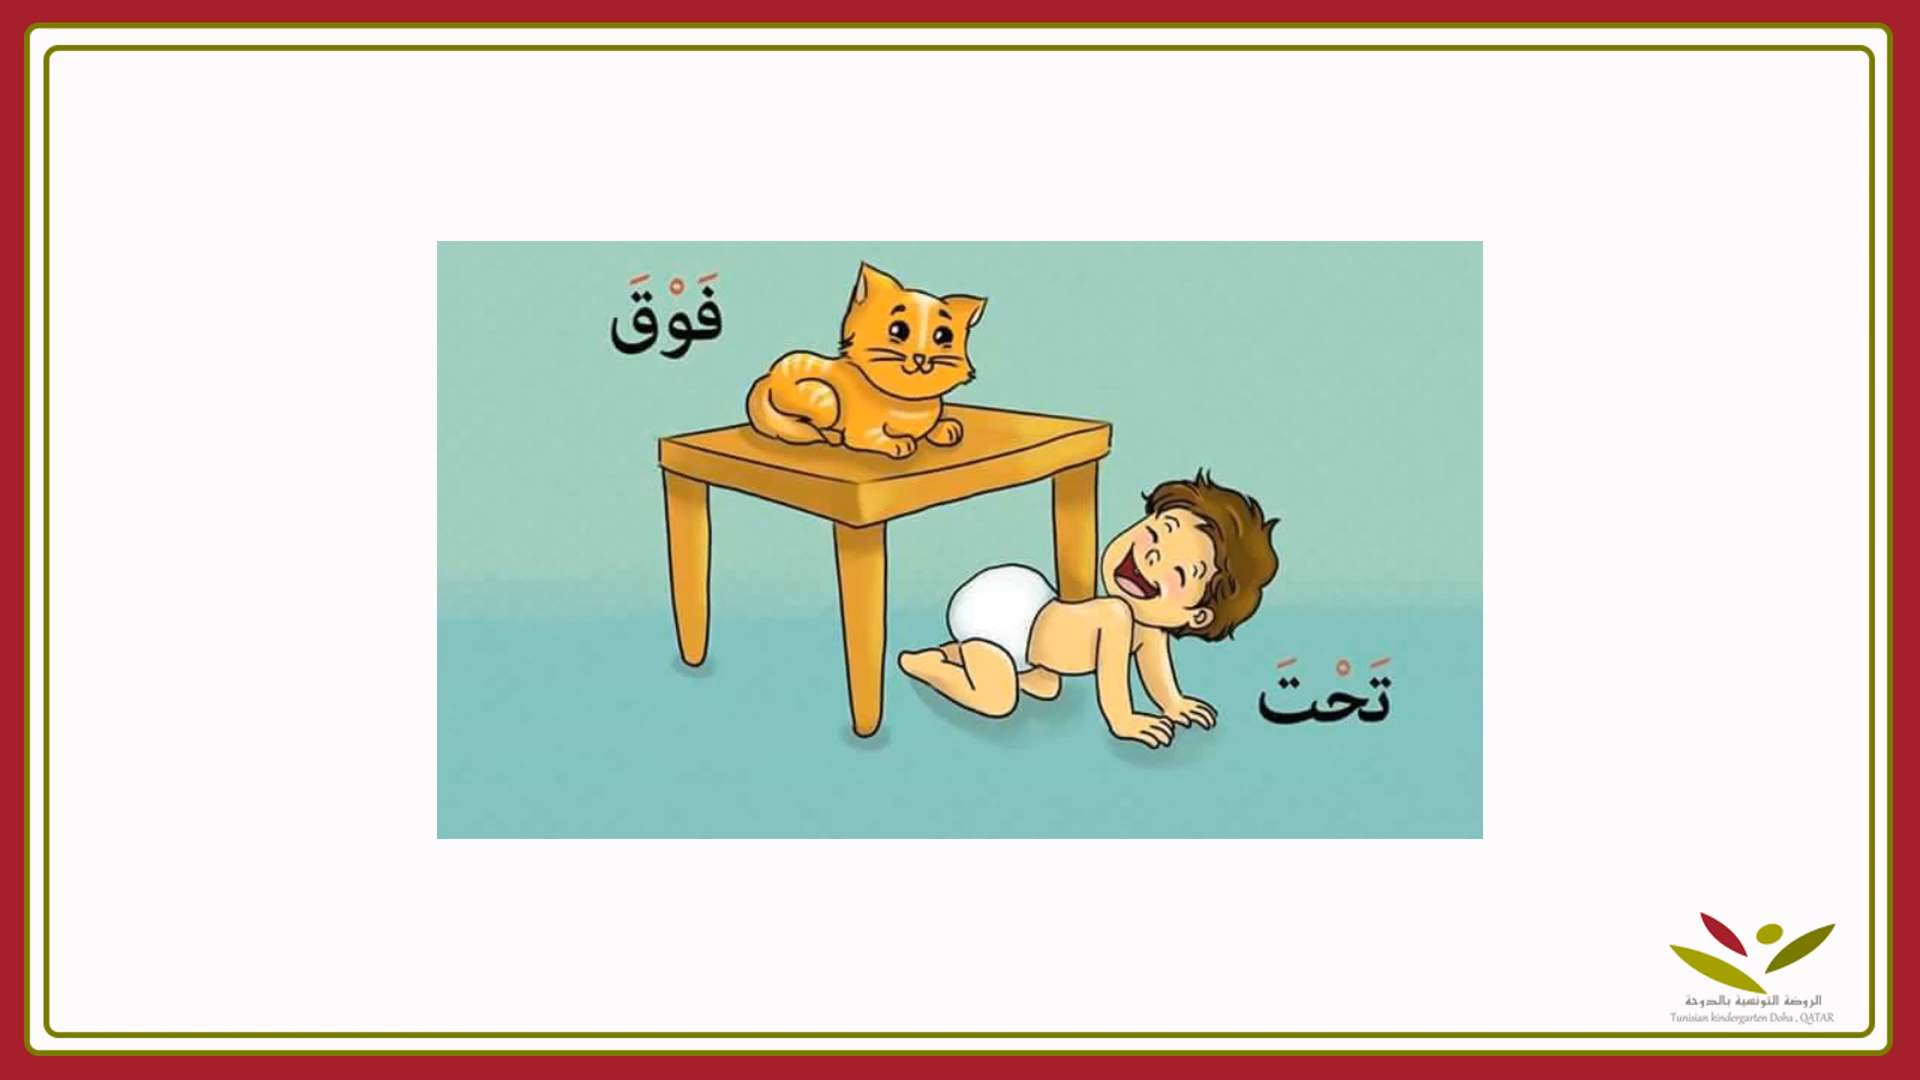 فَوْقَ
تَحْتَ
الروضة التونسية بالدوحة
Tunisian kindergarten Doha , QATAR